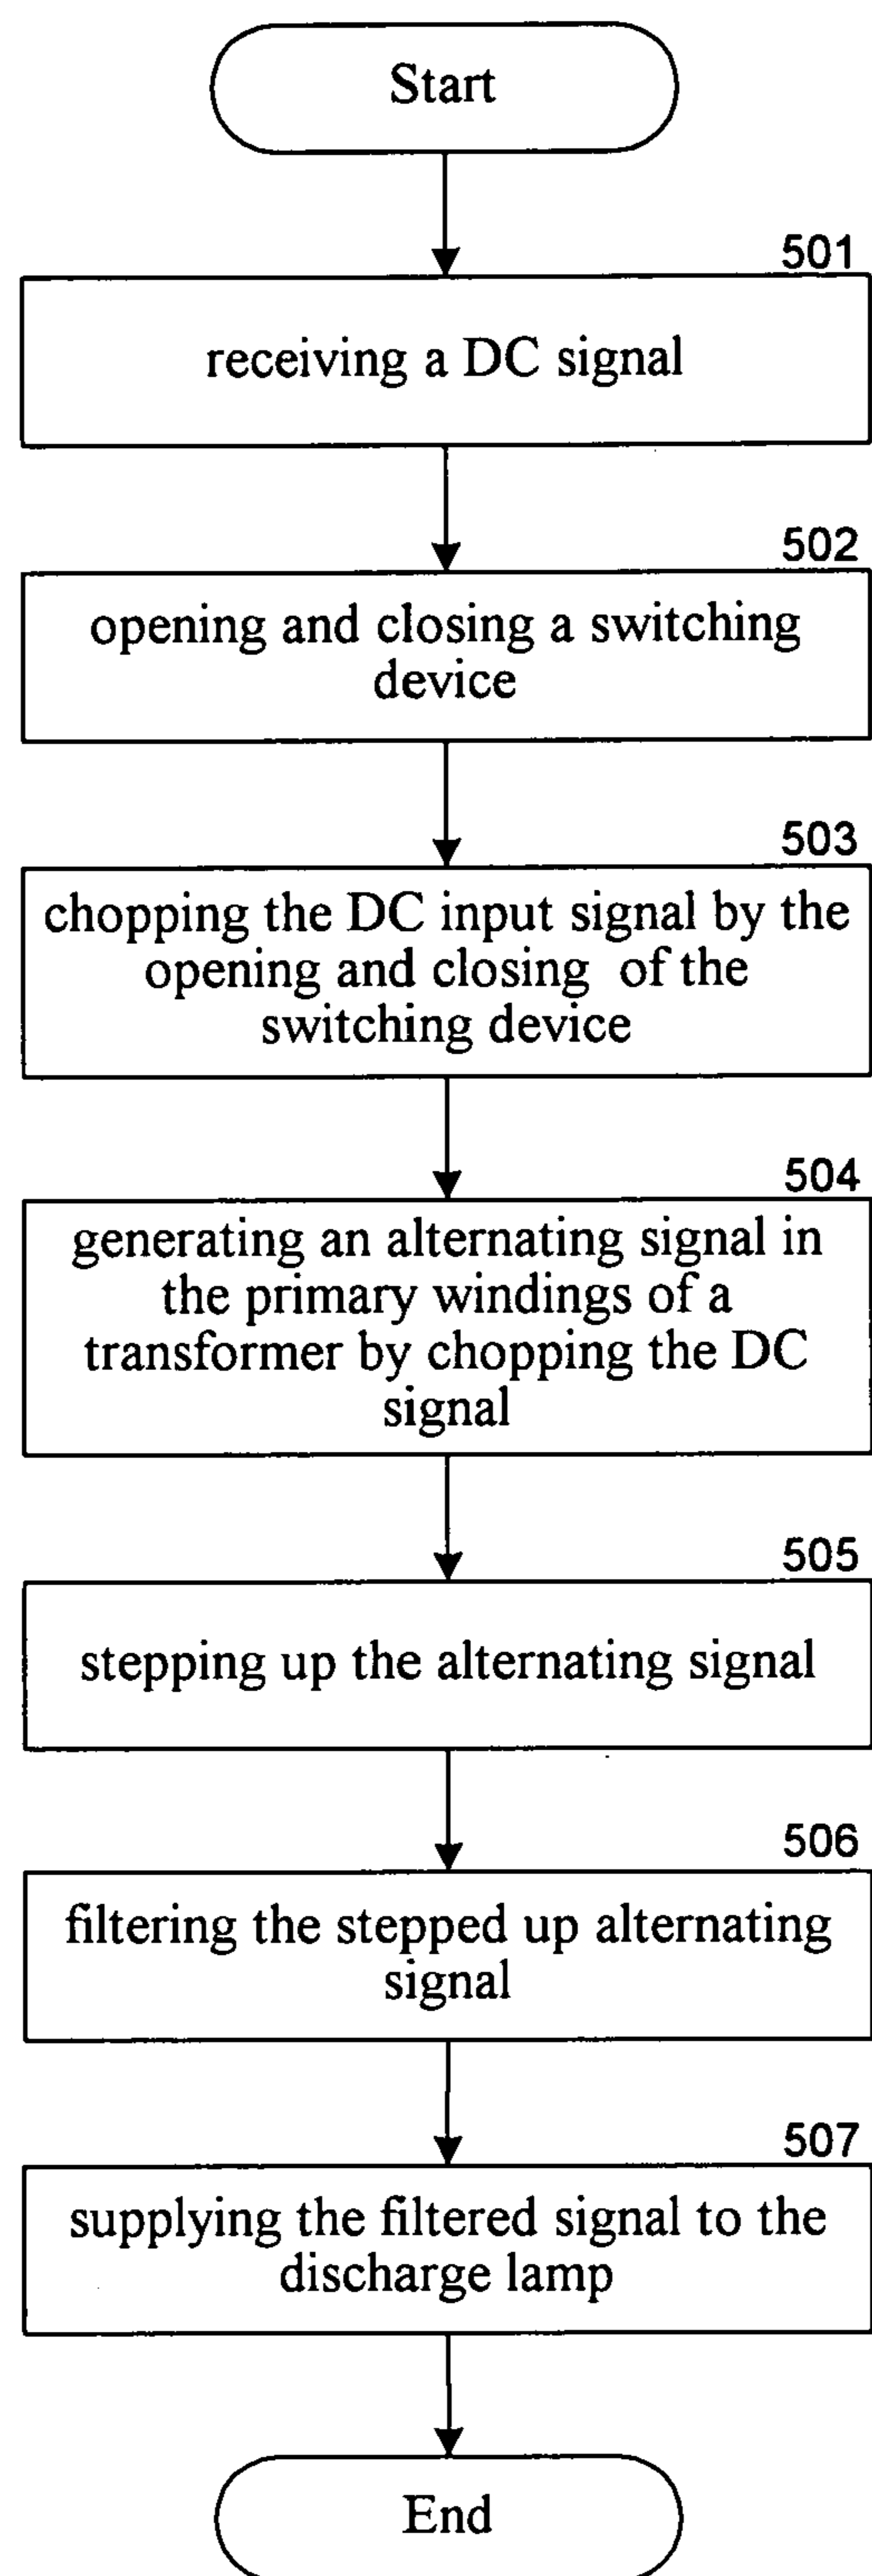 Start
501
receiving a DC signal
502
opening and closing a switching
device
503
chopping the DC input signal by the
opening and closing of the
switching device
504
generating an alternating signal in
the primary windings of a
transformer by chopping the DC
signal
505
stepping up the alternating signal
506
filtering the stepped up alternating
signal
507
supplying the filtered signal to the
discharge lamp
End